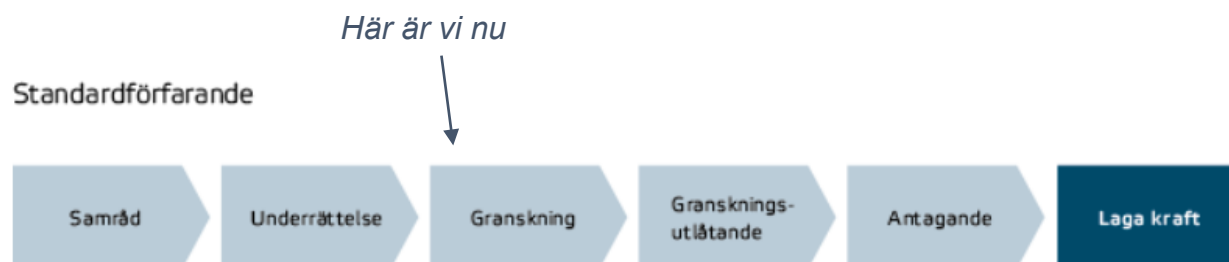 Här är vi nu
Standardförfarande
Samråd
Underrättelse
Granskning
Gransknings-
utlåtande
Antagande
Laga kraft